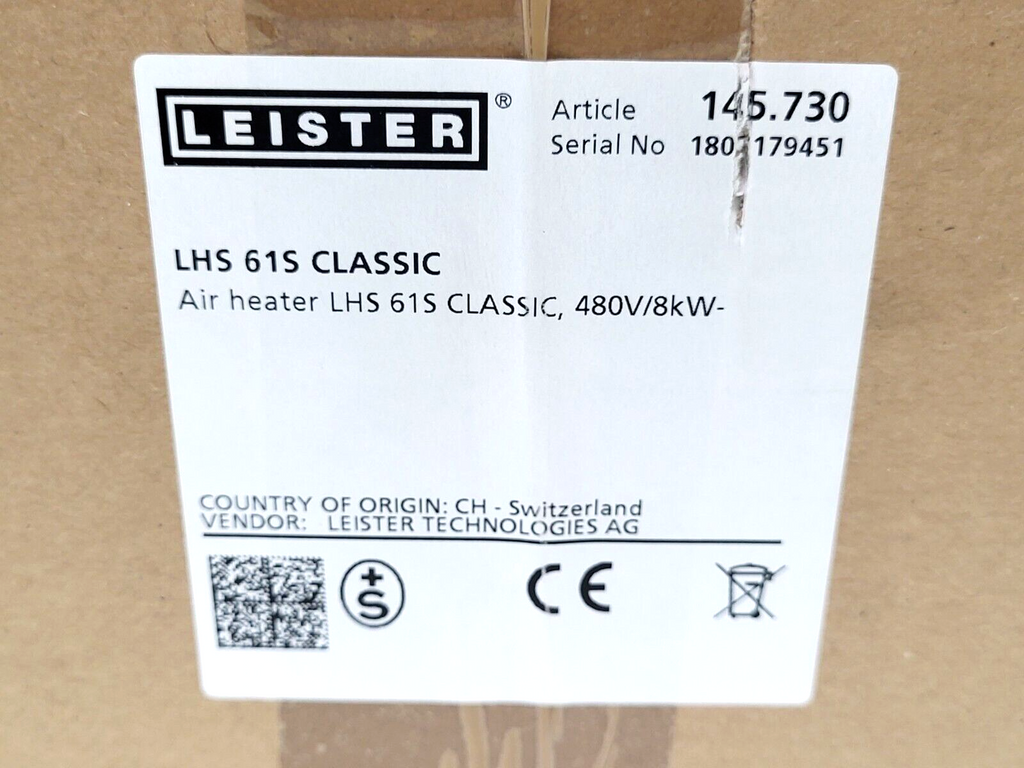 LEISTER®
Article 145.730
Serial No
LHS 61S CLASSIC
Air heater LHS 61S CLASSIC, 480V/8kW-
COUNTRY OF ORIGIN: CH - Switzerland
VENDOR: LEISTER TECHNOLOGIES AG
+S
CE